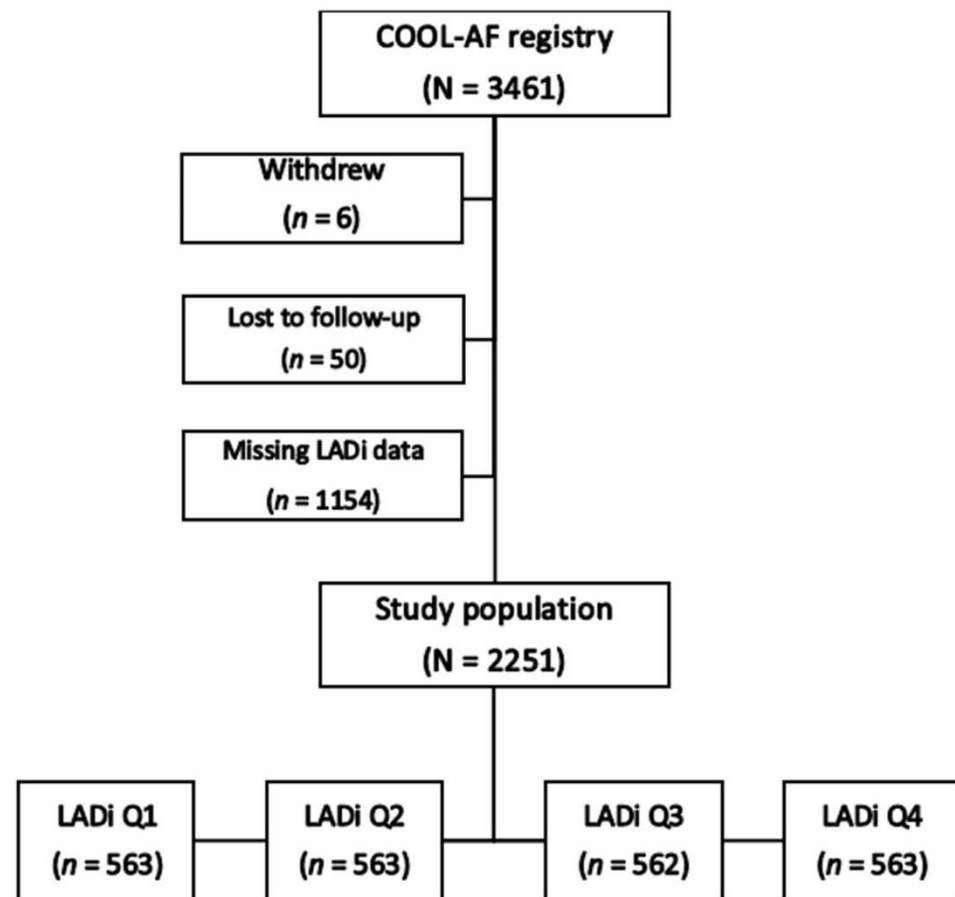 COOL-AF registry
(N = 3461)
Withdrew
(n = 6)
Lost to follow-up
(n = 50)
Missing LADi data
(n = 1154)
Study population
(N = 2251)
LADi Q1
(n = 563)
LADi Q2
(n = 563)
LADi Q3
(n = 562)
LADi Q4
(n = 563)